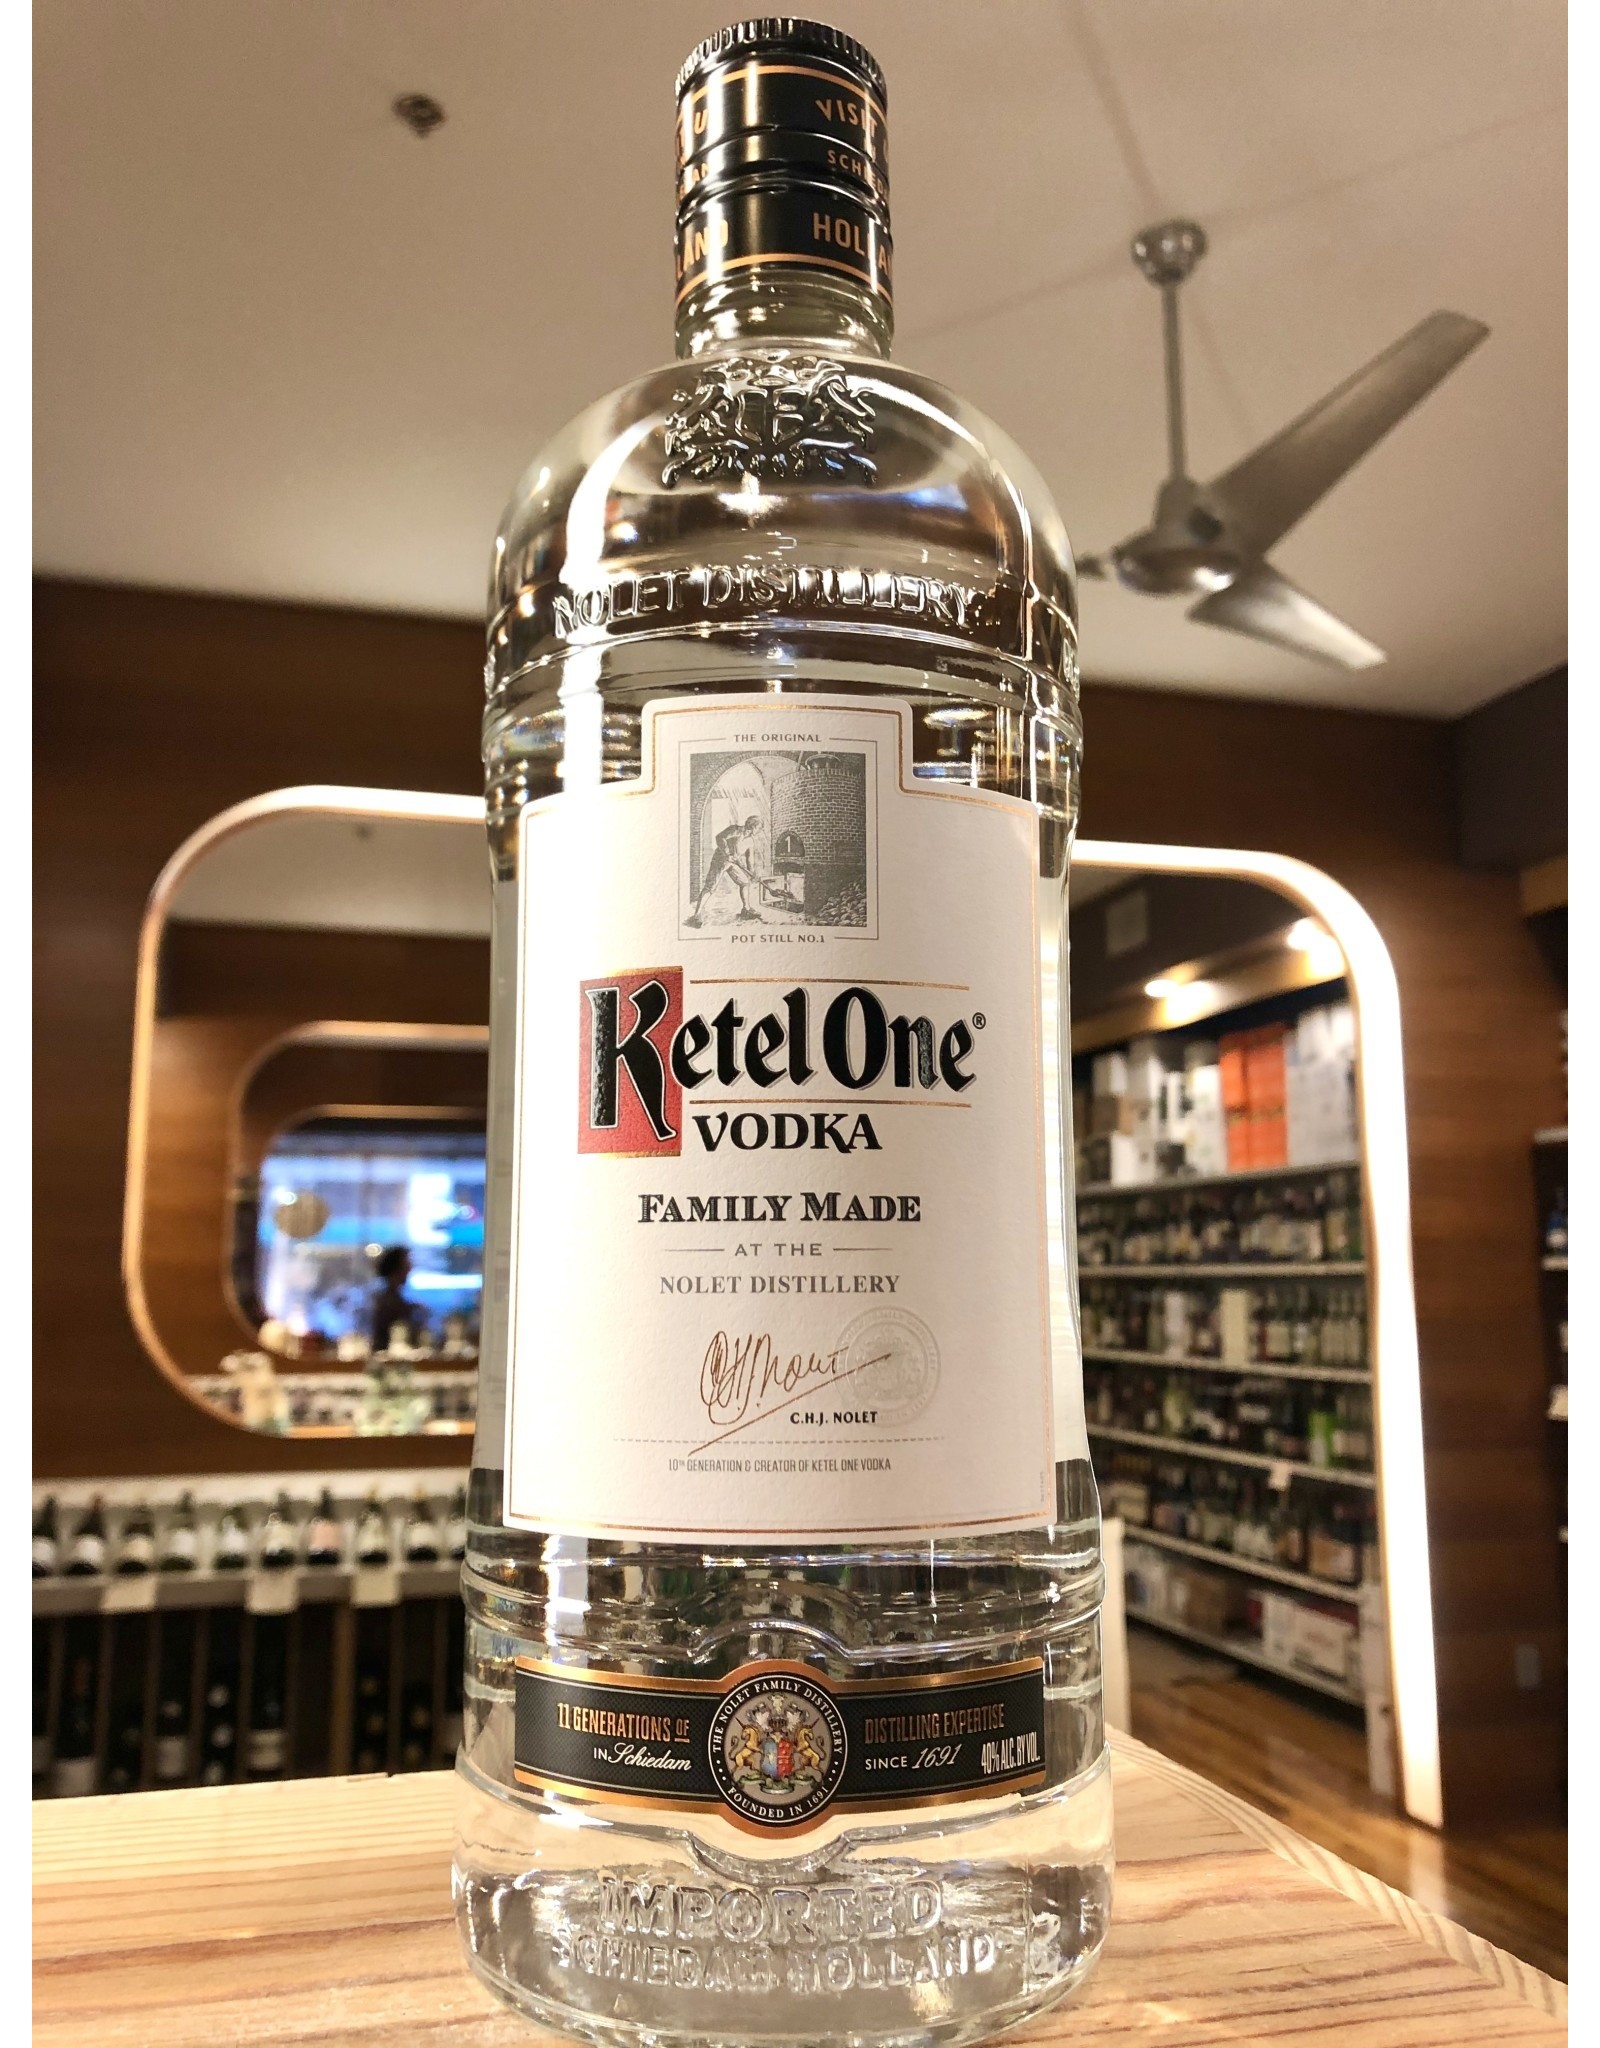 VISIT
HOLLA
NOLET DISTILLERY
THE ORIGINAL
1
POT STILL NO.1
Ketel One®
VODKA
FAMILY MADE
AT THE
NOLET DISTILLERY
C.H.J. NOLET
10TH GENERATION & CREATOR OF KETEL ONE VODKA
11 GENERATIONS OF
IN Schiedam
THE NOLET FAMILY DISTILLERY
FOUNDED IN 1691
DISTILLING EXPERTISE
SINCE 1691
40% ALC. BY VOL.
IMPORTED
SCHIEDAM HOLLAND